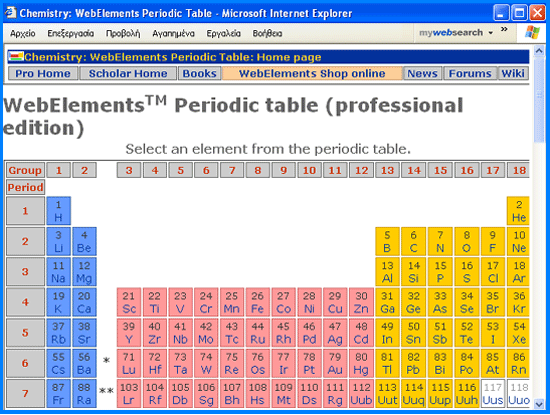 Chemistry: WebElements Periodic Table - Microsoft Internet Explorer
Αρχείο Επεξεργασία Προβολή Αγαπημένα Εργαλεία Βοήθεια mywebsearch »
Chemistry: WebElements Periodic Table: Home page
Pro Home Scholar Home Books WebElements Shop online News Forums Wiki
WebElementsTM Periodic table (professional
edition)
Select an element from the periodic table.
Group 1 2 3 4 5 6 7 8 9 10 11 12 13 14 15 16 17 18
Period
1 1 2
H He
2 3 4 5 6 7 8 9 10
Li Be B C N O F Ne
3 11 12 13 14 15 16 17 18
Na Mg Al Si P S Cl Ar
4 19 20 21 22 23 24 25 26 27 28 29 30 31 32 33 34 35 36
K Ca Sc Ti V Cr Mn Fe Co Ni Cu Zn Ga Ge As Se Br Kr
5 37 38 39 40 41 42 43 44 45 46 47 48 49 50 51 52 53 54
Rb Sr Y Zr Nb Mo Tc Ru Rh Pd Ag Cd In Sn Sb Te I Xe
6 55 56 * 71 72 73 74 75 76 77 78 79 80 81 82 83 84 85 86
Cs Ba Lu Hf Ta W Re Os Ir Pt Au Hg Tl Pb Bi Po At Rn
7 87 88 ** 103 104 105 106 107 108 109 110 111 112 113 114 115 116 117 118
Fr Ra Lr Rf Db Sg Bh Hs Mt Ds Rg Uub Uut Uuq Uup Uuh Uus Uuo